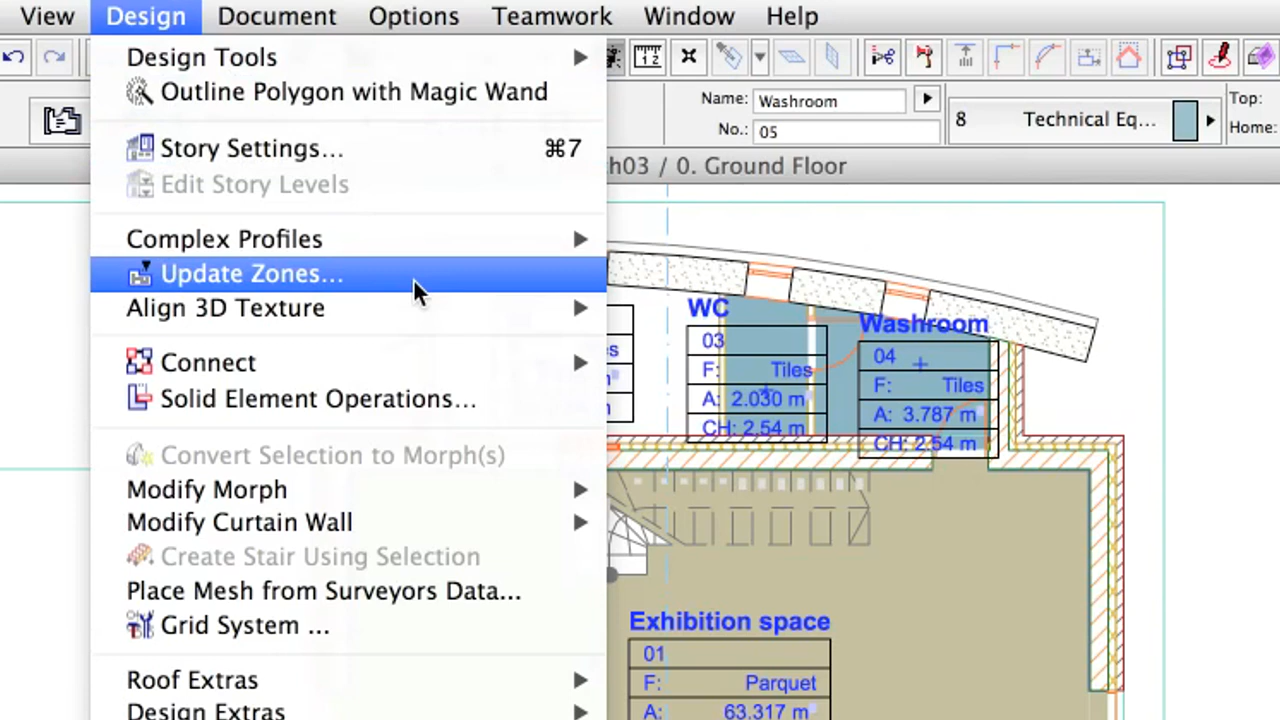 View Design Document Options Teamwork Window Help
Design Tools
Outline Polygon with Magic Wand
Story Settings... ⌘7
Edit Story Levels
Complex Profiles
Update Zones...
Align 3D Texture
Connect
Solid Element Operations...
Convert Selection to Morph(s)
Modify Morph
Modify Curtain Wall
Create Stair Using Selection
Place Mesh from Surveyors Data...
Grid System ...
Roof Extras
Design Extras
Name: Washroom
No.: 05
8 Technical Eq...
Top:
Home:
h03 / 0. Ground Floor
WC
03
F: Tiles
A: 2.030 m²
CH: 2.54 m
Washroom
04
F: Tiles
A: 3.787 m²
CH: 2.54 m
Exhibition space
01
F: Parquet
A: 63.317 m²